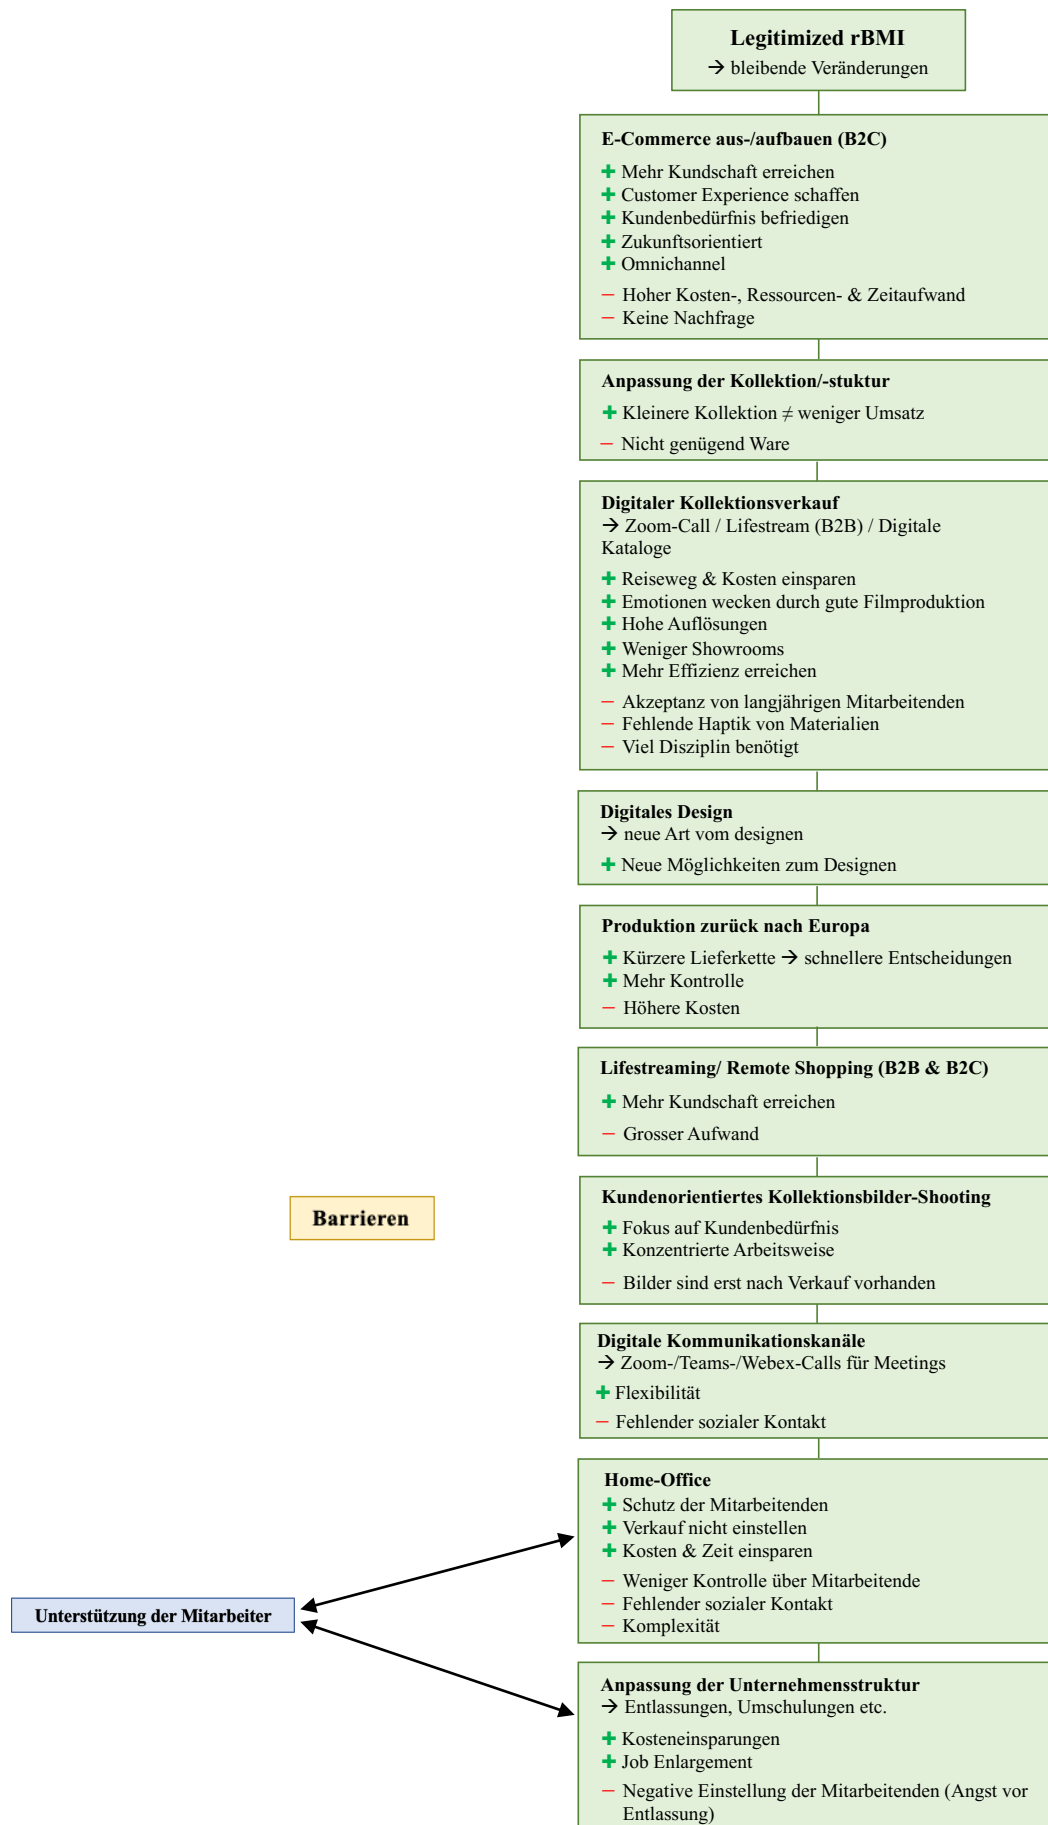 Legitimized rBMI
→ bleibende Veränderungen
E-Commerce aus-/aufbauen (B2C)
+ Mehr Kundschaft erreichen
+ Customer Experience schaffen
+ Kundenbedürfnis befriedigen
+ Zukunftsorientiert
+ Omnichannel
– Hoher Kosten-, Ressourcen- & Zeitaufwand
– Keine Nachfrage
Anpassung der Kollektion/-stuktur
+ Kleinere Kollektion ≠ weniger Umsatz
– Nicht genügend Ware
Digitaler Kollektionsverkauf
→ Zoom-Call / Lifestream (B2B) / Digitale
Kataloge
+ Reiseweg & Kosten einsparen
+ Emotionen wecken durch gute Filmproduktion
+ Hohe Auflösungen
+ Weniger Showrooms
+ Mehr Effizienz erreichen
– Akzeptanz von langjährigen Mitarbeitenden
– Fehlende Haptik von Materialien
– Viel Disziplin benötigt
Digitales Design
→ neue Art vom designen
+ Neue Möglichkeiten zum Designen
Produktion zurück nach Europa
+ Kürzere Lieferkette → schnellere Entscheidungen
+ Mehr Kontrolle
– Höhere Kosten
Lifestreaming/ Remote Shopping (B2B & B2C)
+ Mehr Kundschaft erreichen
– Grosser Aufwand
Kundenorientiertes Kollektionsbilder-Shooting
+ Fokus auf Kundenbedürfnis
+ Konzentrierte Arbeitsweise
– Bilder sind erst nach Verkauf vorhanden
Barrieren
Digitale Kommunikationskanäle
→ Zoom-/Teams-/Webex-Calls für Meetings
+ Flexibilität
– Fehlender sozialer Kontakt
Home-Office
+ Schutz der Mitarbeitenden
+ Verkauf nicht einstellen
+ Kosten & Zeit einsparen
– Weniger Kontrolle über Mitarbeitende
– Fehlender sozialer Kontakt
– Komplexität
Unterstützung der Mitarbeiter
Anpassung der Unternehmensstruktur
→ Entlassungen, Umschulungen etc.
+ Kosteneinsparungen
+ Job Enlargement
– Negative Einstellung der Mitarbeitenden (Angst vor
Entlassung)